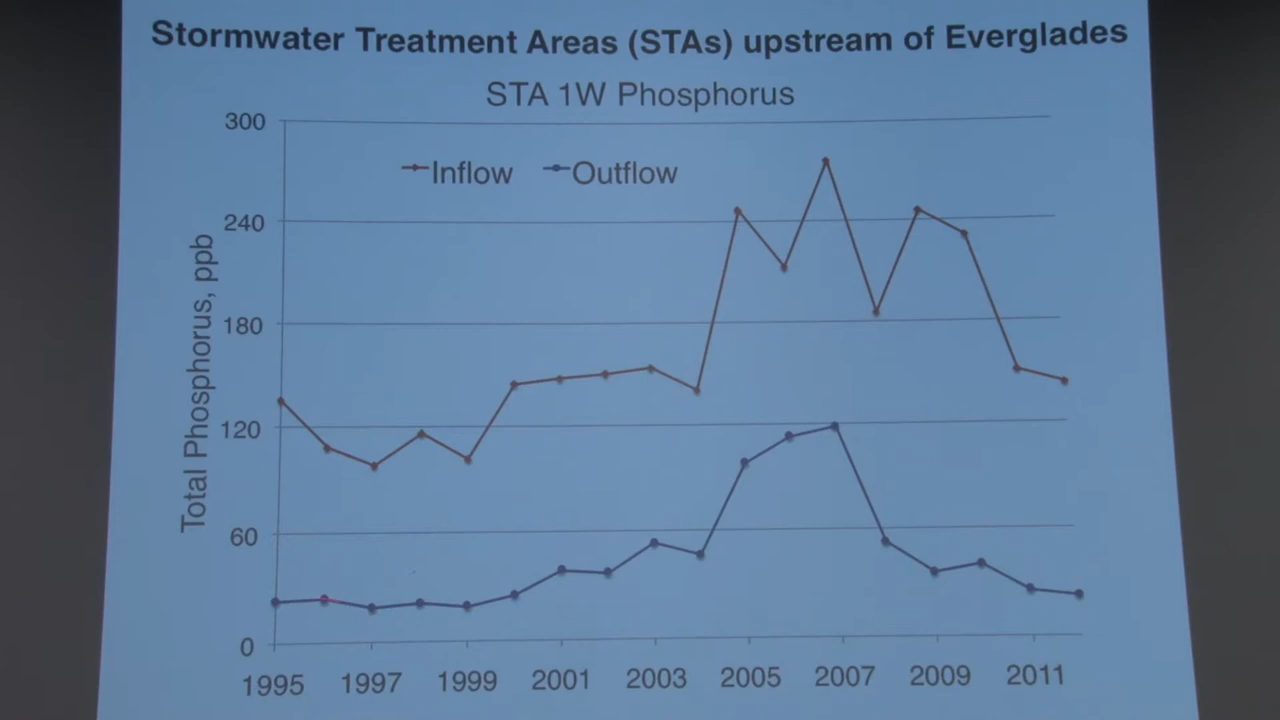 Stormwater Treatment Areas (STAs) upstream of Everglades
STA 1W Phosphorus
300
Inflow Outflow
240
180
120
60
0
Total Phosphorus, ppb
1995 1997 1999 2001 2003 2005 2007 2009 2011